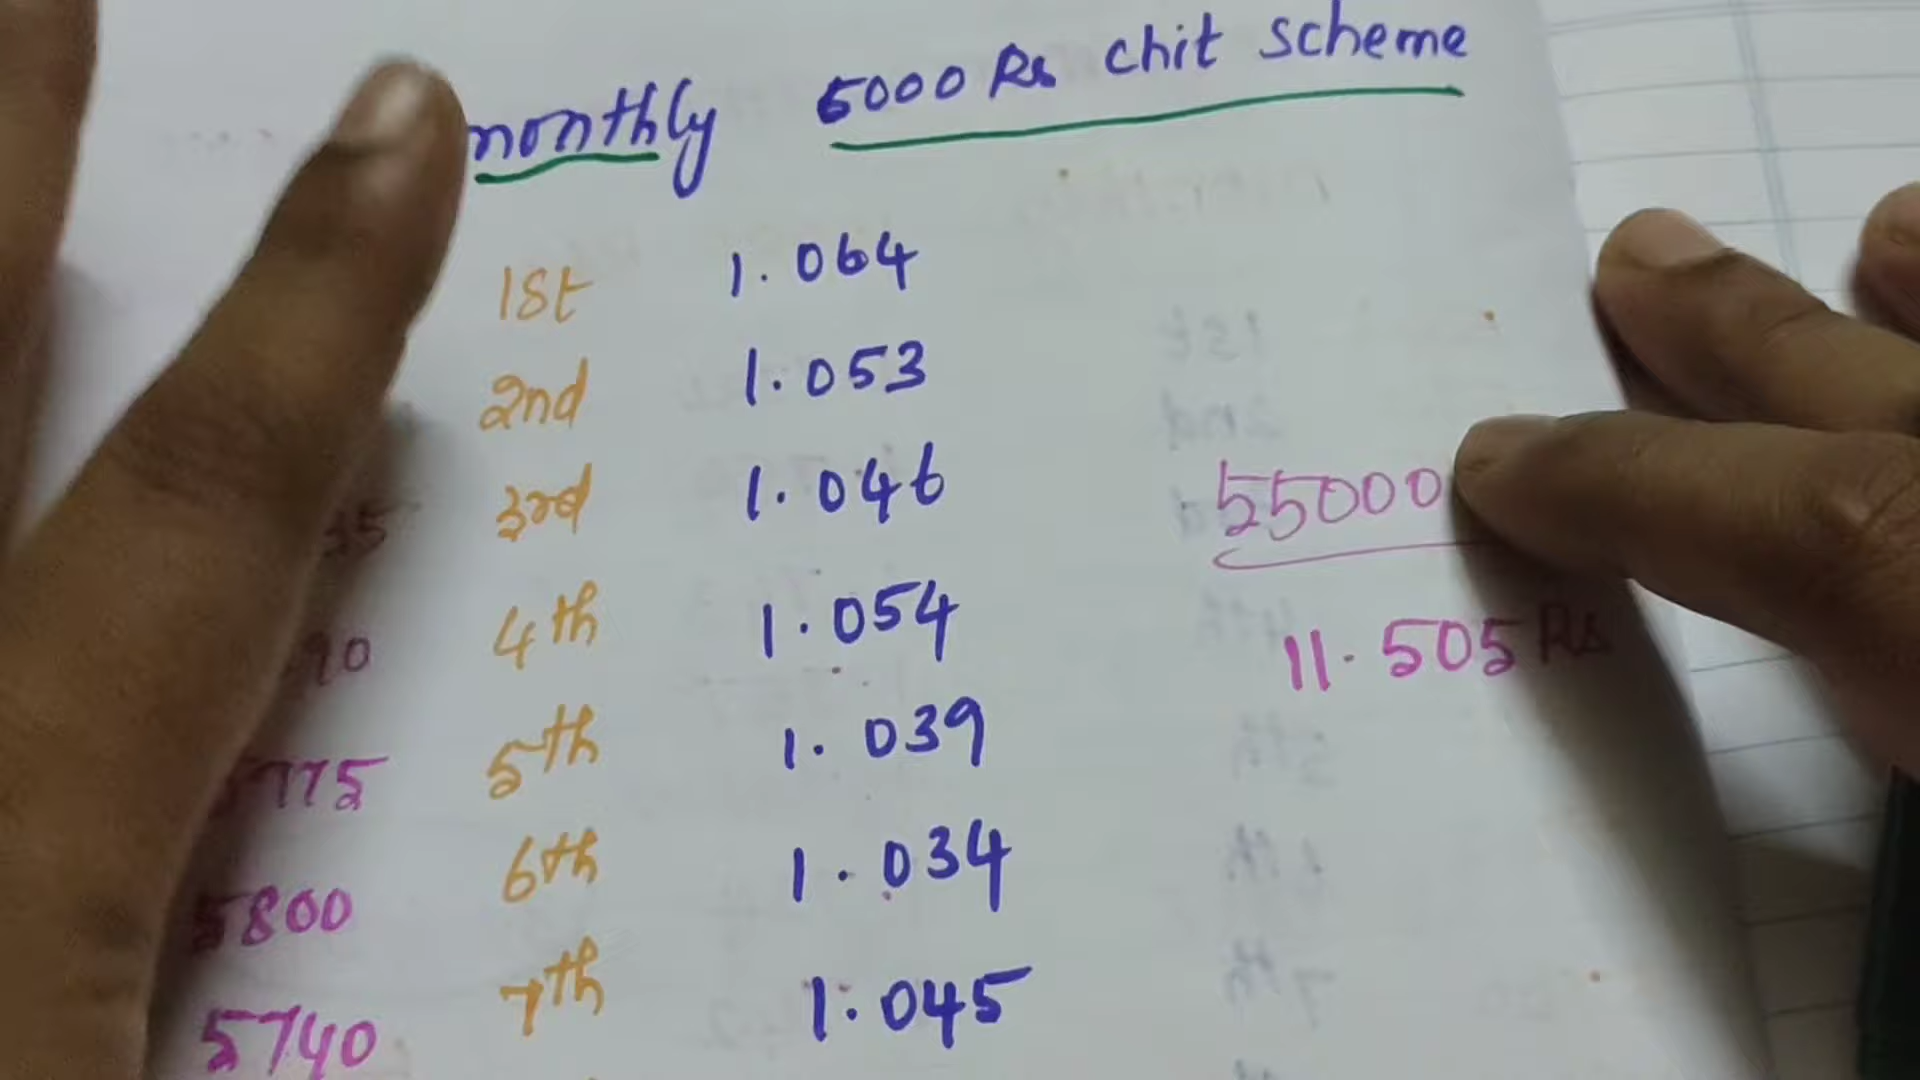 monthly 5000 Rs chit scheme
1st 1.064
2nd 1.053
3rd 1.046
55000
4th 1.054
11.505 Rs
5th 1.039
775
6th 1.034
5800
7th 1.045
5740